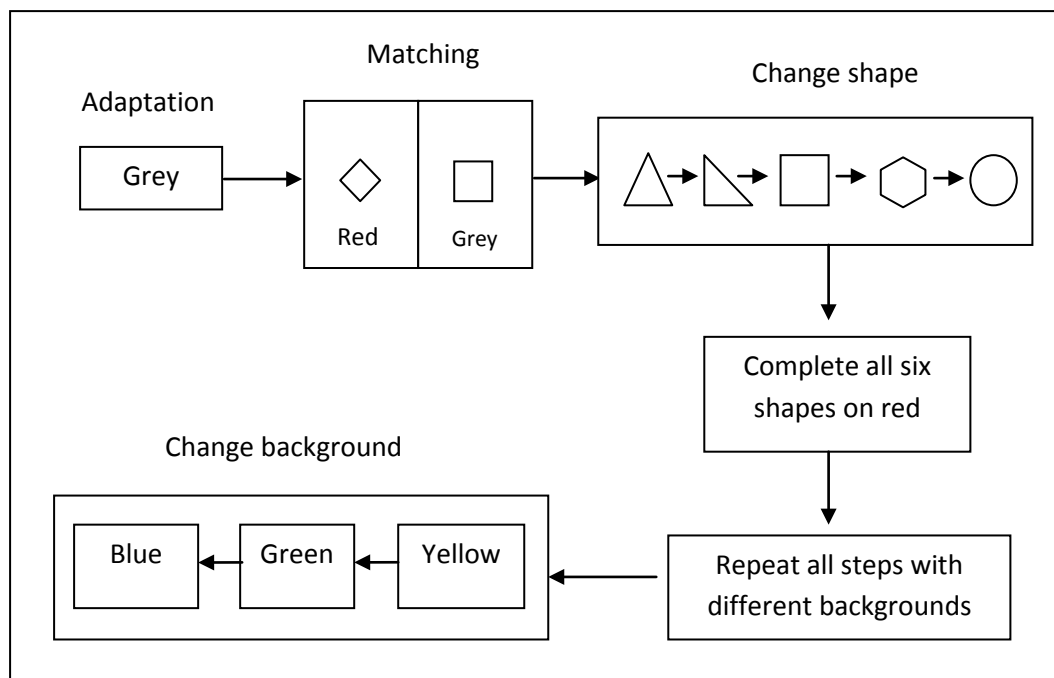 Matching
Change shape
Adaptation
Grey
Red
Grey
Complete all six
shapes on red
Change background
Blue
Green
Yellow
Repeat all steps with
different backgrounds